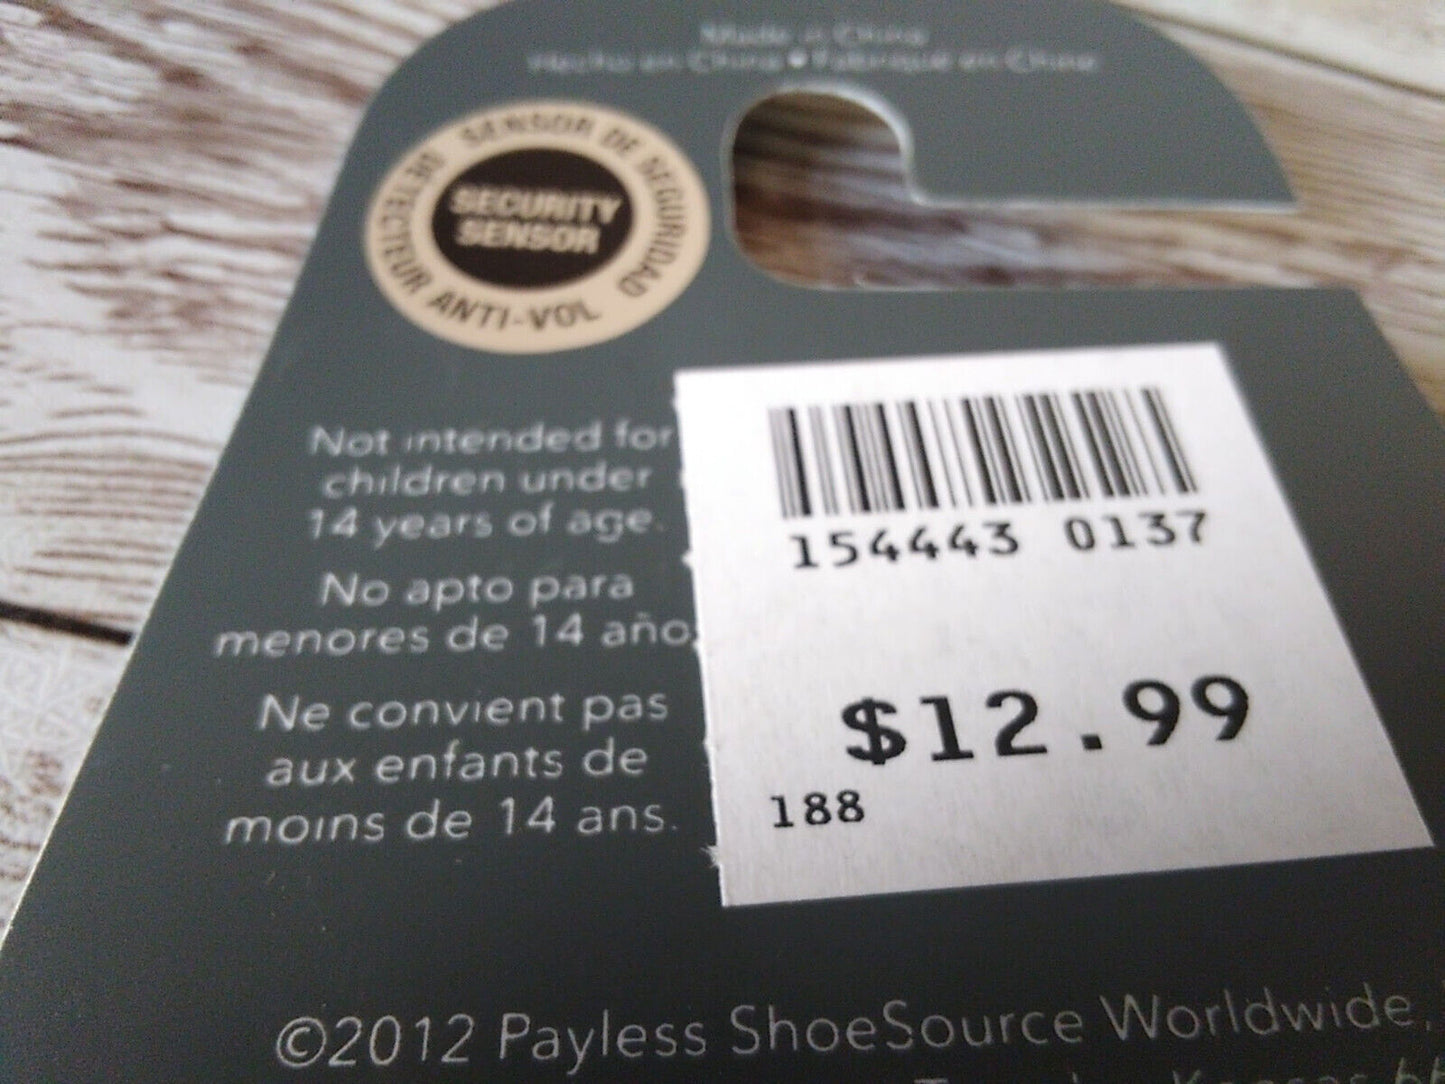 Made in China
Hecho en China • Fabriqué en Chine
SENSOR DE SEGURIDAD
DÉTECTEUR ANTI-VOL
SECURITY
SENSOR
Not intended for
children under
14 years of age.
No apto para
menores de 14 año
Ne convient pas
aux enfants de
moins de 14 ans.
154443 0137
$12.99
188
©2012 Payless ShoeSource Worldwide,
Kansas 66